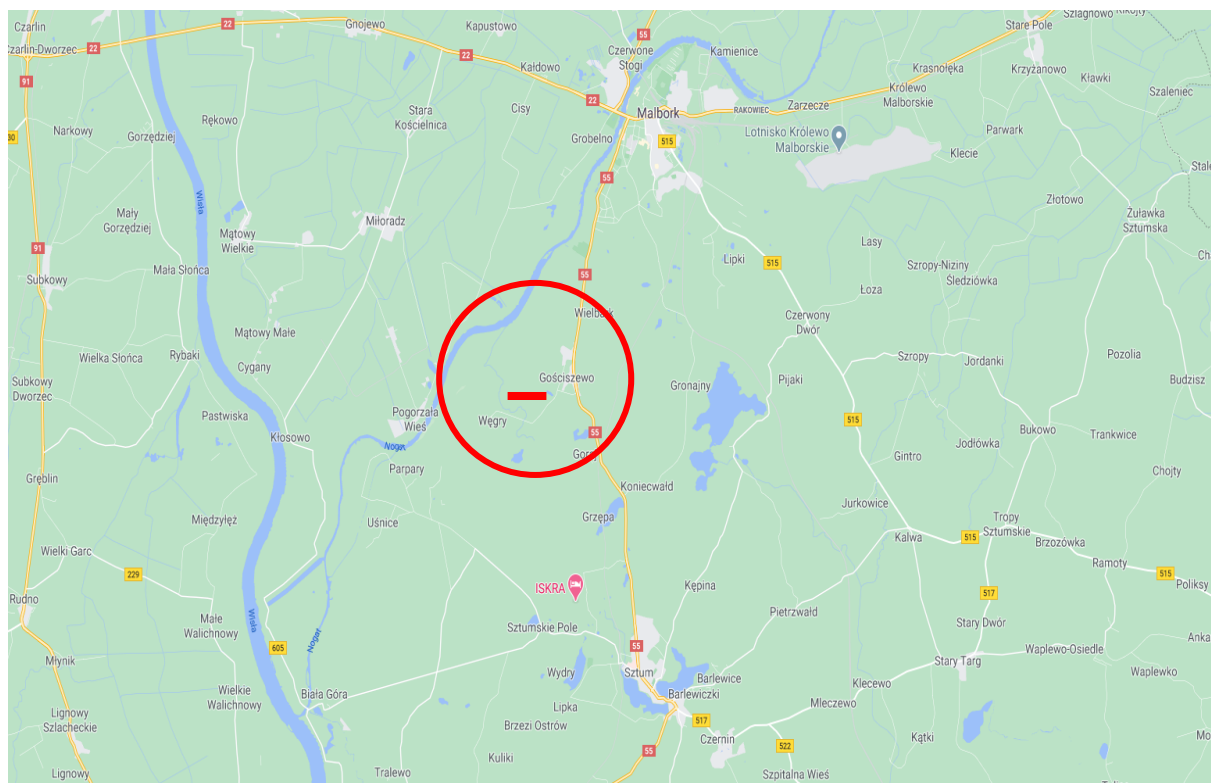 Szlagnowo
Krzyki
Czarlin
22
Gnojewo
Kapustowo
55
Stare Pole
Czarlin-Dworzec
22
22
Czerwone
Stogi
Kamienice
Kałdowo
Krasnołęka
Krzyżanowo
Kławki
91
22
Królewo
Malborskie
Szaleniec
Stara
Kościelnica
Cisy
Malbork
RAKOWIEC
Zarzecze
Narkowy
Gorzędziej
Rękowo
Grobelno
515
Lotnisko Królewo
Malborskie
Parwark
Klecie
55
Wisła
Złotowo
Mały
Gorzędziej
Miłoradz
Żuławka
Sztumska
Mątowy
Wielkie
91
Lasy
Subkowy
Mała Słońca
55
Lipki
515
Szropy-Niziny
Śledziówka
Łoza
Wielbark
Mątowy Małe
Czerwony
Dwór
Wielka Słońca
Rybaki
Cygany
Szropy
Jordanki
Pozolia
Subkowy
Dworzec
Gościszewo
Gronajny
Pijaki
Budzisz
Pastwiska
Pogorzała
Wieś
Węgry
515
Kłosowo
Nogat
55
Bukowo
Trankwice
Jodłówka
Parpary
Gintro
Chojty
Gręblin
Koniecwałd
Jurkowice
Międzyłęż
Uśnice
Grzępa
Tropy
Sztumskie
Kalwa
515
Brzozówka
Wielki Garc
229
Ramoty
515
Poliksy
ISKRA
Kępina
517
Rudno
Pietrzwałd
Małe
Walichnowy
Wisła
Nogat
Sztumskie Pole
Stary Dwór
605
55
Waplewo-Osiedle
Młynik
Stary Targ
Waplewko
Wydry
Sztum
Barlewice
Klecewo
Wielkie
Walichnowy
Biała Góra
Barlewiczki
Mleczewo
Lignowy
Szlacheckie
Lipka
Brzezi Ostrów
517
Czernin
522
Kątki
55
Kuliki
Lignowy
Tralewo
Szpitalna Wieś